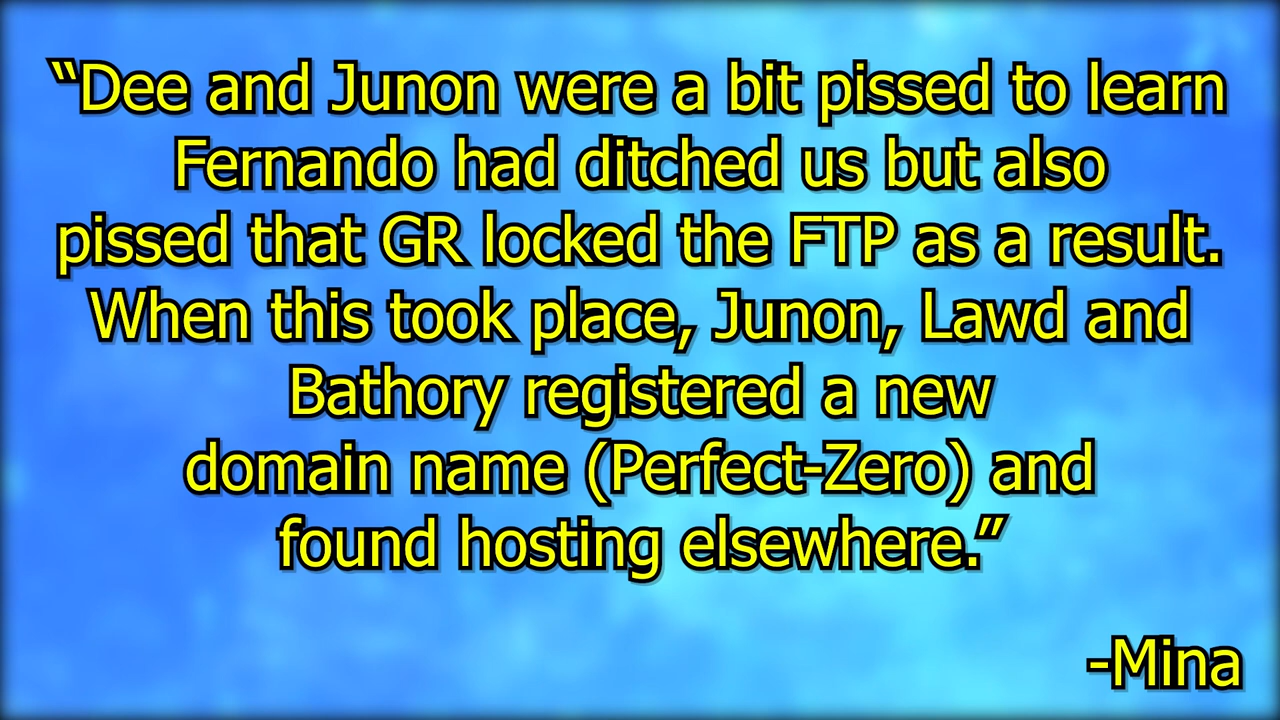 “Dee and Junon were a bit pissed to learn
Fernando had ditched us but also
pissed that GR locked the FTP as a result.
When this took place, Junon, Lawd and
Bathory registered a new
domain name (Perfect-Zero) and
found hosting elsewhere.”
-Mina